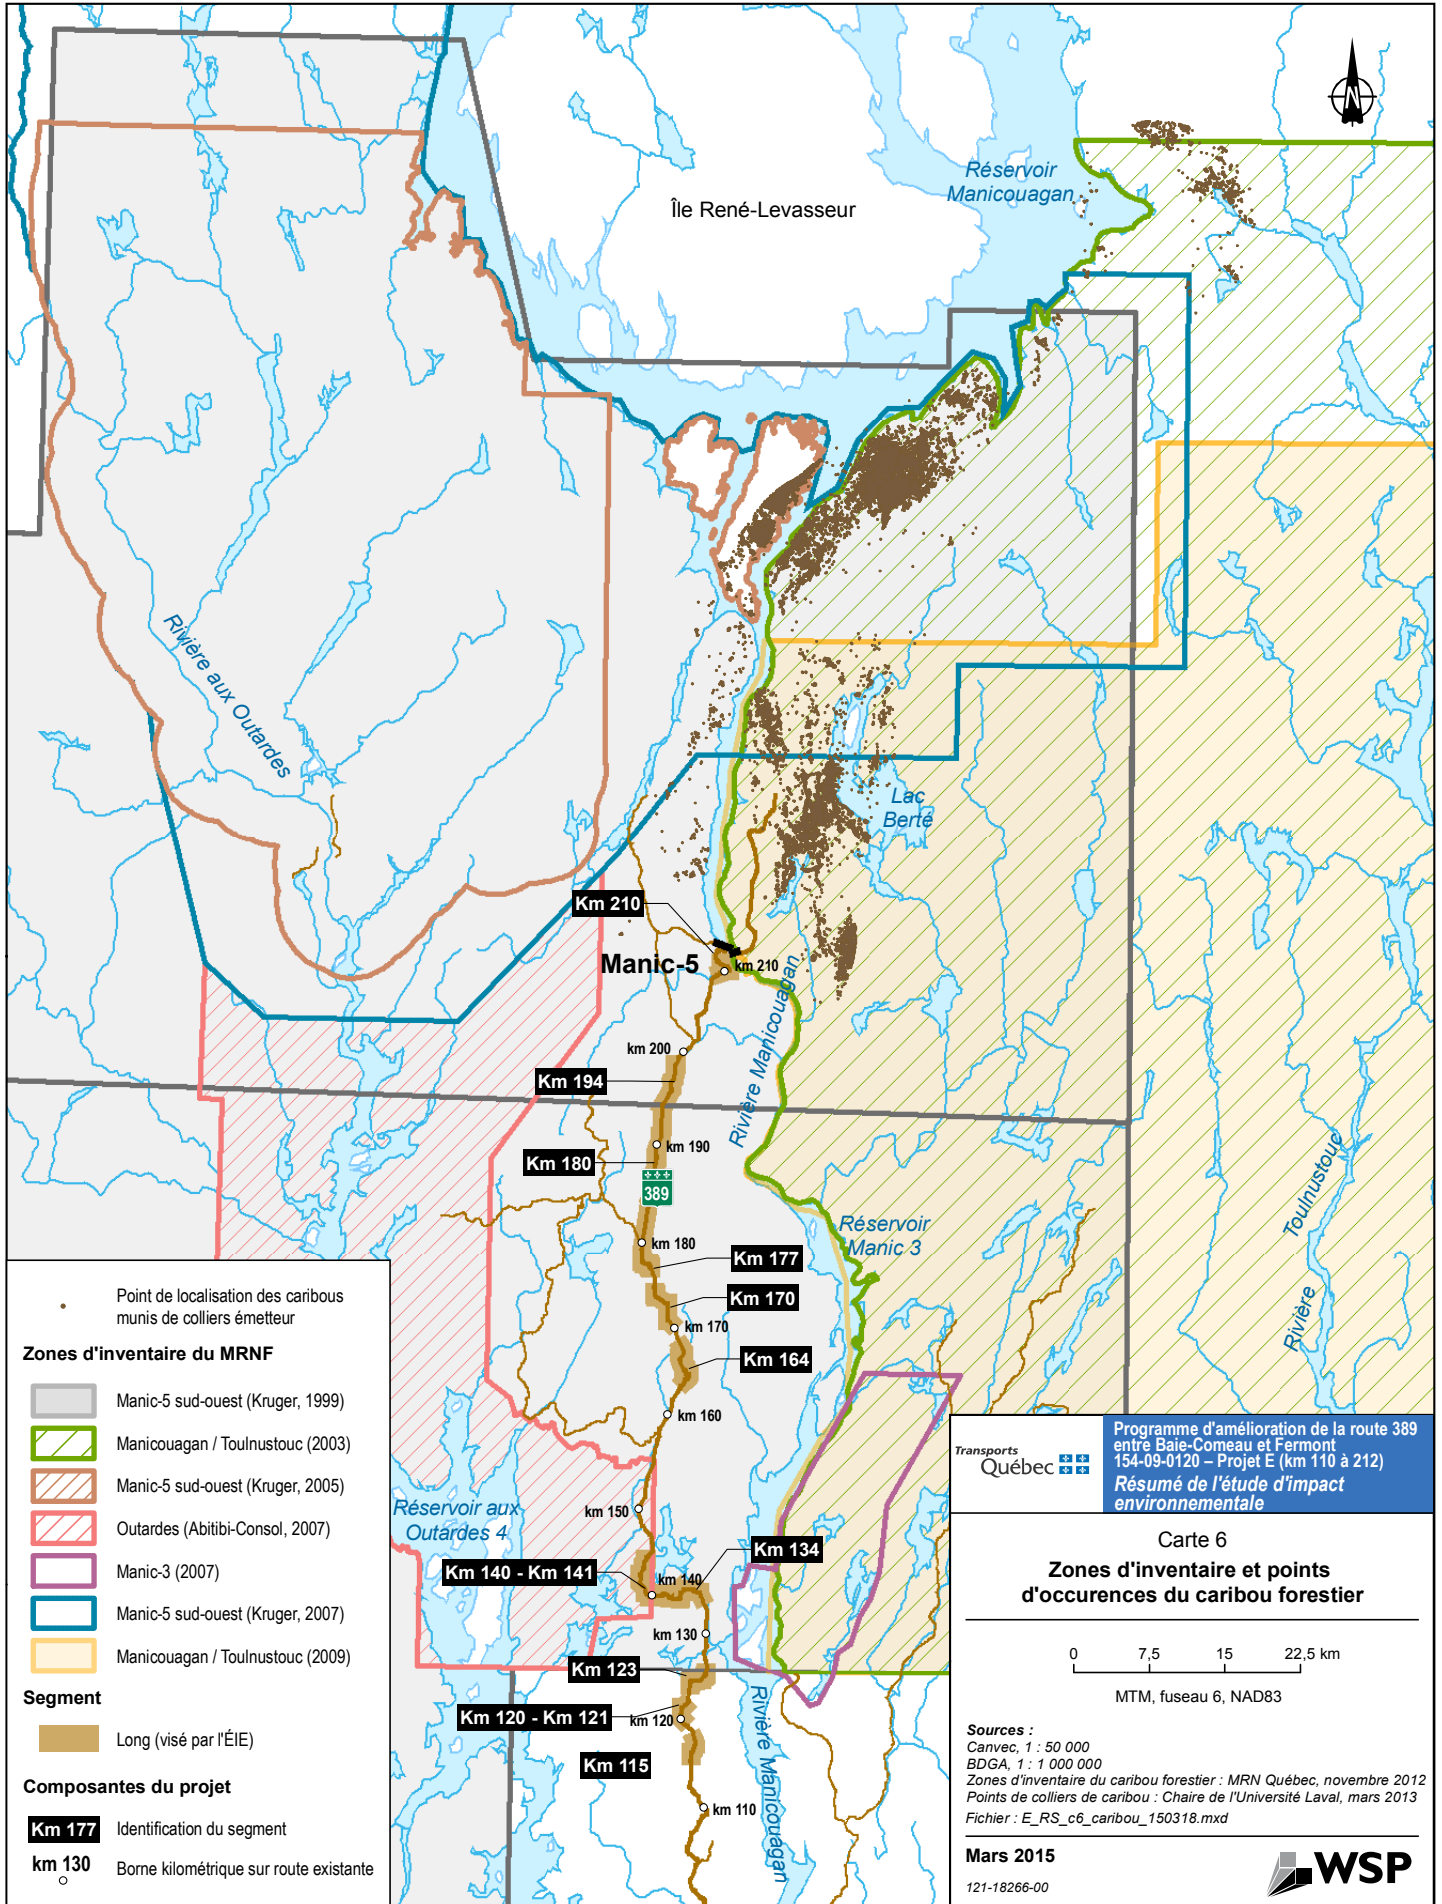 N
Île René-Levasseur
Réservoir
Manicouagan
Rivière aux Outardes
Lac
Berté
Km 210
Manic-5
km 210
Rivière Manicouagan
km 200
Km 194
km 190
Km 180
389
km 180
Km 177
Réservoir
Manic 3
Km 170
km 170
Km 164
km 160
Rivière
Toulnustouc
km 150
Réservoir aux
Outardes 4
Km 134
Km 140 - Km 141
km 140
km 130
Km 123
Km 120 - Km 121
km 120
Km 115
km 110
Rivière Manicouagan
Point de localisation des caribous
munis de colliers émetteur
Zones d'inventaire du MRNF
Manic-5 sud-ouest (Kruger, 1999)
Manicouagan / Toulnustouc (2003)
Manic-5 sud-ouest (Kruger, 2005)
Outardes (Abitibi-Consol, 2007)
Manic-3 (2007)
Manic-5 sud-ouest (Kruger, 2007)
Manicouagan / Toulnustouc (2009)
Segment
Long (visé par l'ÉIE)
Composantes du projet
Km 177 Identification du segment
km 130 Borne kilométrique sur route existante
Transports
Québec
Programme d'amélioration de la route 389
entre Baie-Comeau et Fermont
154-09-0120 – Projet E (km 110 à 212)
Résumé de l'étude d'impact
environnementale
Carte 6
Zones d'inventaire et points
d'occurences du caribou forestier
0 7,5 15 22,5 km
MTM, fuseau 6, NAD83
Sources :
Canvec, 1 : 50 000
BDGA, 1 : 1 000 000
Zones d'inventaire du caribou forestier : MRN Québec, novembre 2012
Points de colliers de caribou : Chaire de l'Université Laval, mars 2013
Fichier : E_RS_c6_caribou_150318.mxd
Mars 2015
121-18266-00
WSP